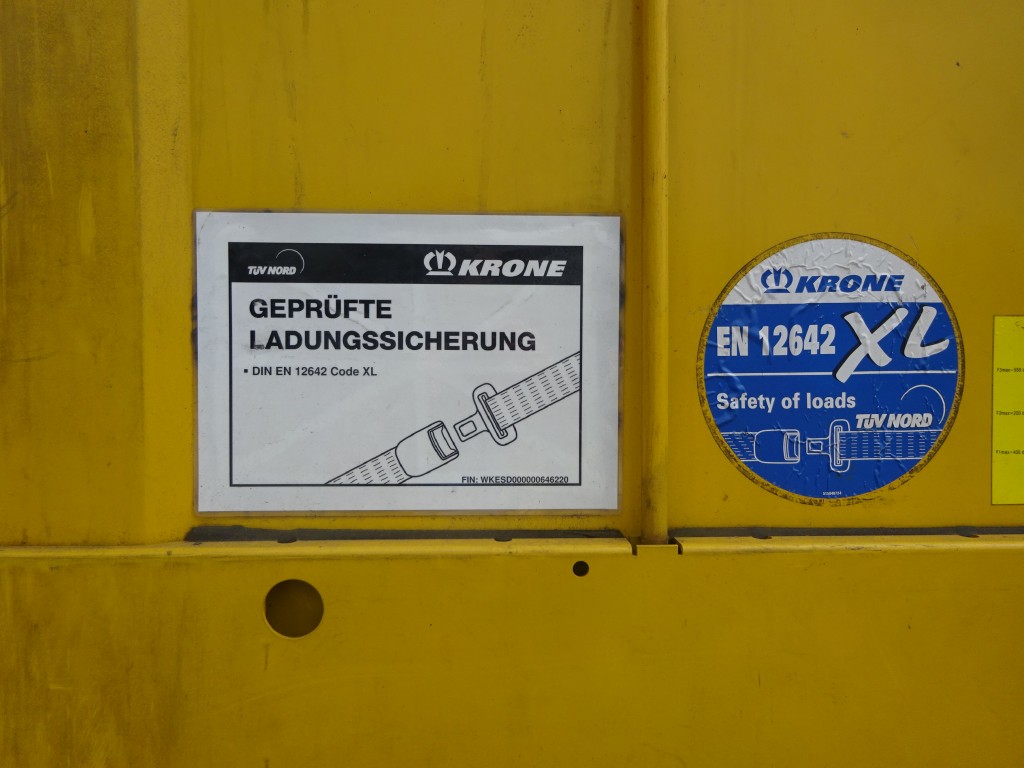 TÜV NORD
KRONE
GEPRÜFTE
LADUNGSSICHERUNG
▪ DIN EN 12642 Code XL
FIN: WKESD000000646220
KRONE
EN 12642 XL
Safety of loads
TÜV NORD